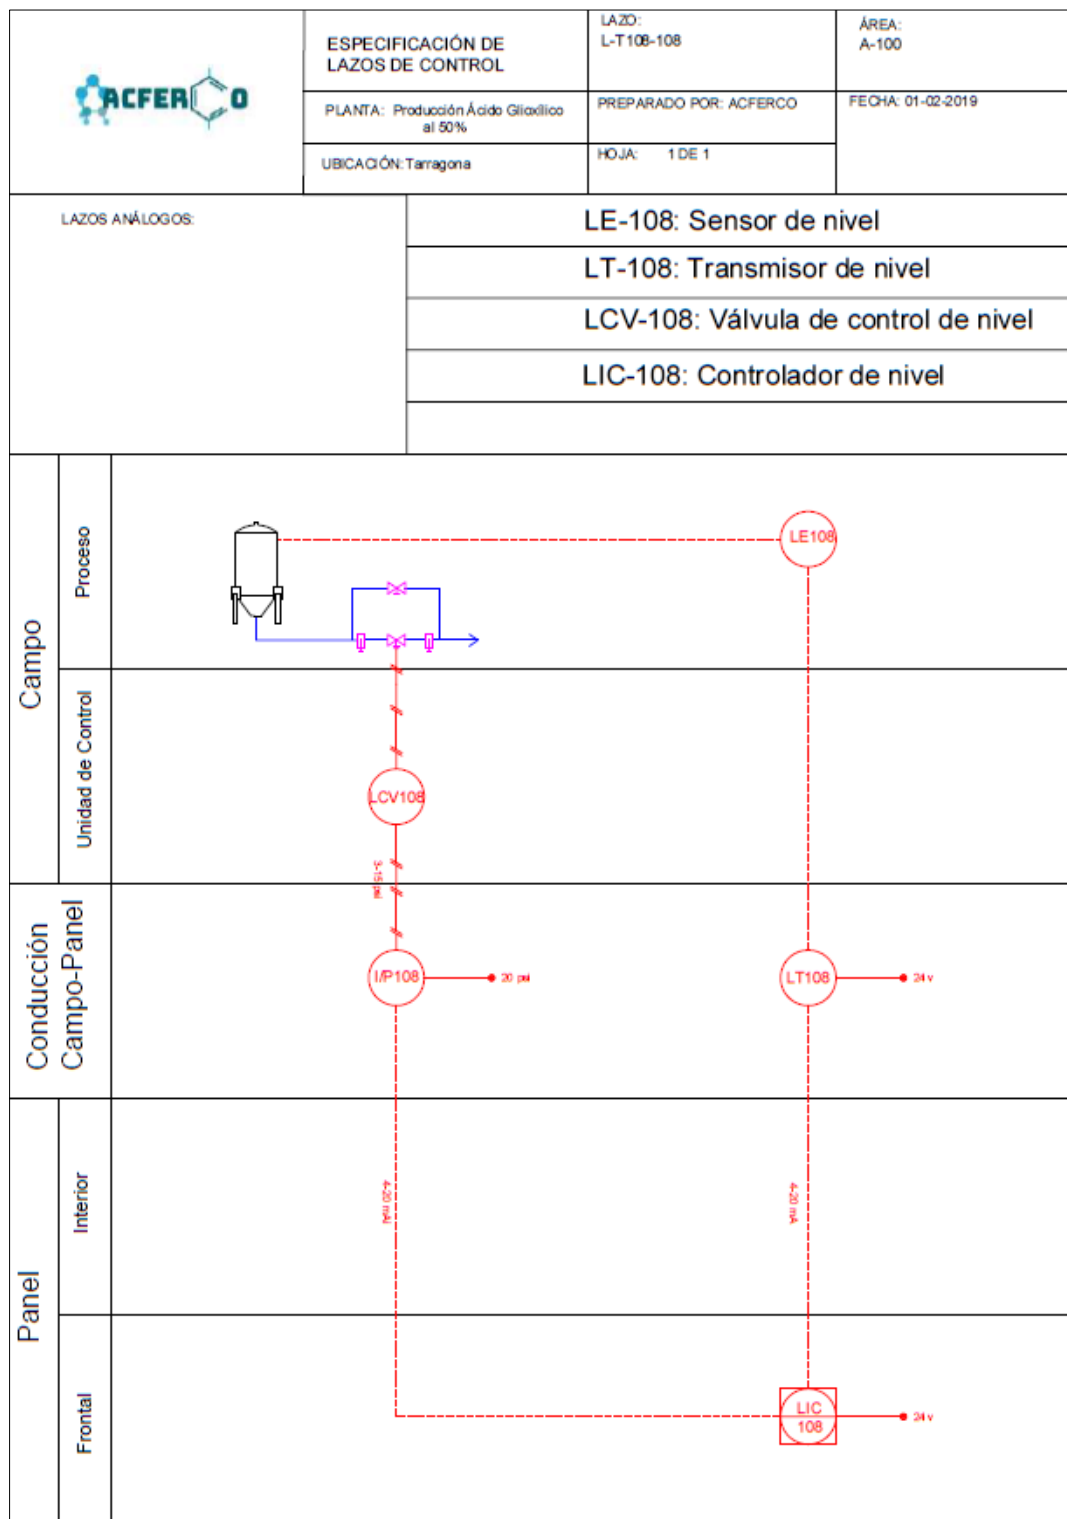 ACFERCO
ESPECIFICACIÓN DE
LAZOS DE CONTROL
LAZO:
L-T108-108
ÁREA:
A-100
PLANTA: Producción Ácido Glioxílico
al 50%
PREPARADO POR: ACFERCO
FECHA: 01-02-2019
UBICACIÓN: Tarragona
HOJA: 1 DE 1
LAZOS ANÁLOGOS:
LE-108: Sensor de nivel
LT-108: Transmisor de nivel
LCV-108: Válvula de control de nivel
LIC-108: Controlador de nivel
Campo
Proceso
LE108
Unidad de Control
LCV108
3-15 psi
Conducción
Campo-Panel
I/P108
20 psi
LT108
24 v
Panel
Interior
4-20 mA
4-20 mA
Frontal
LIC
108
24 v